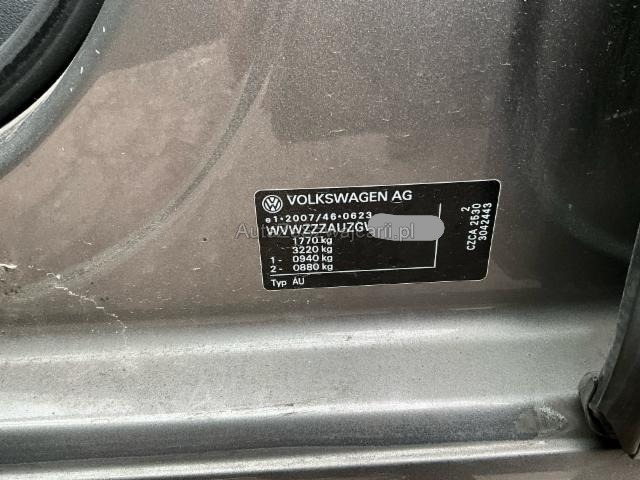 VOLKSWAGEN AG
e1*2007/46*0623
WVWZZZAUZG
1770 kg
3220 kg
1- 0940 kg
2- 0880 kg
Typ AU
2
CZCA 2530
3042443